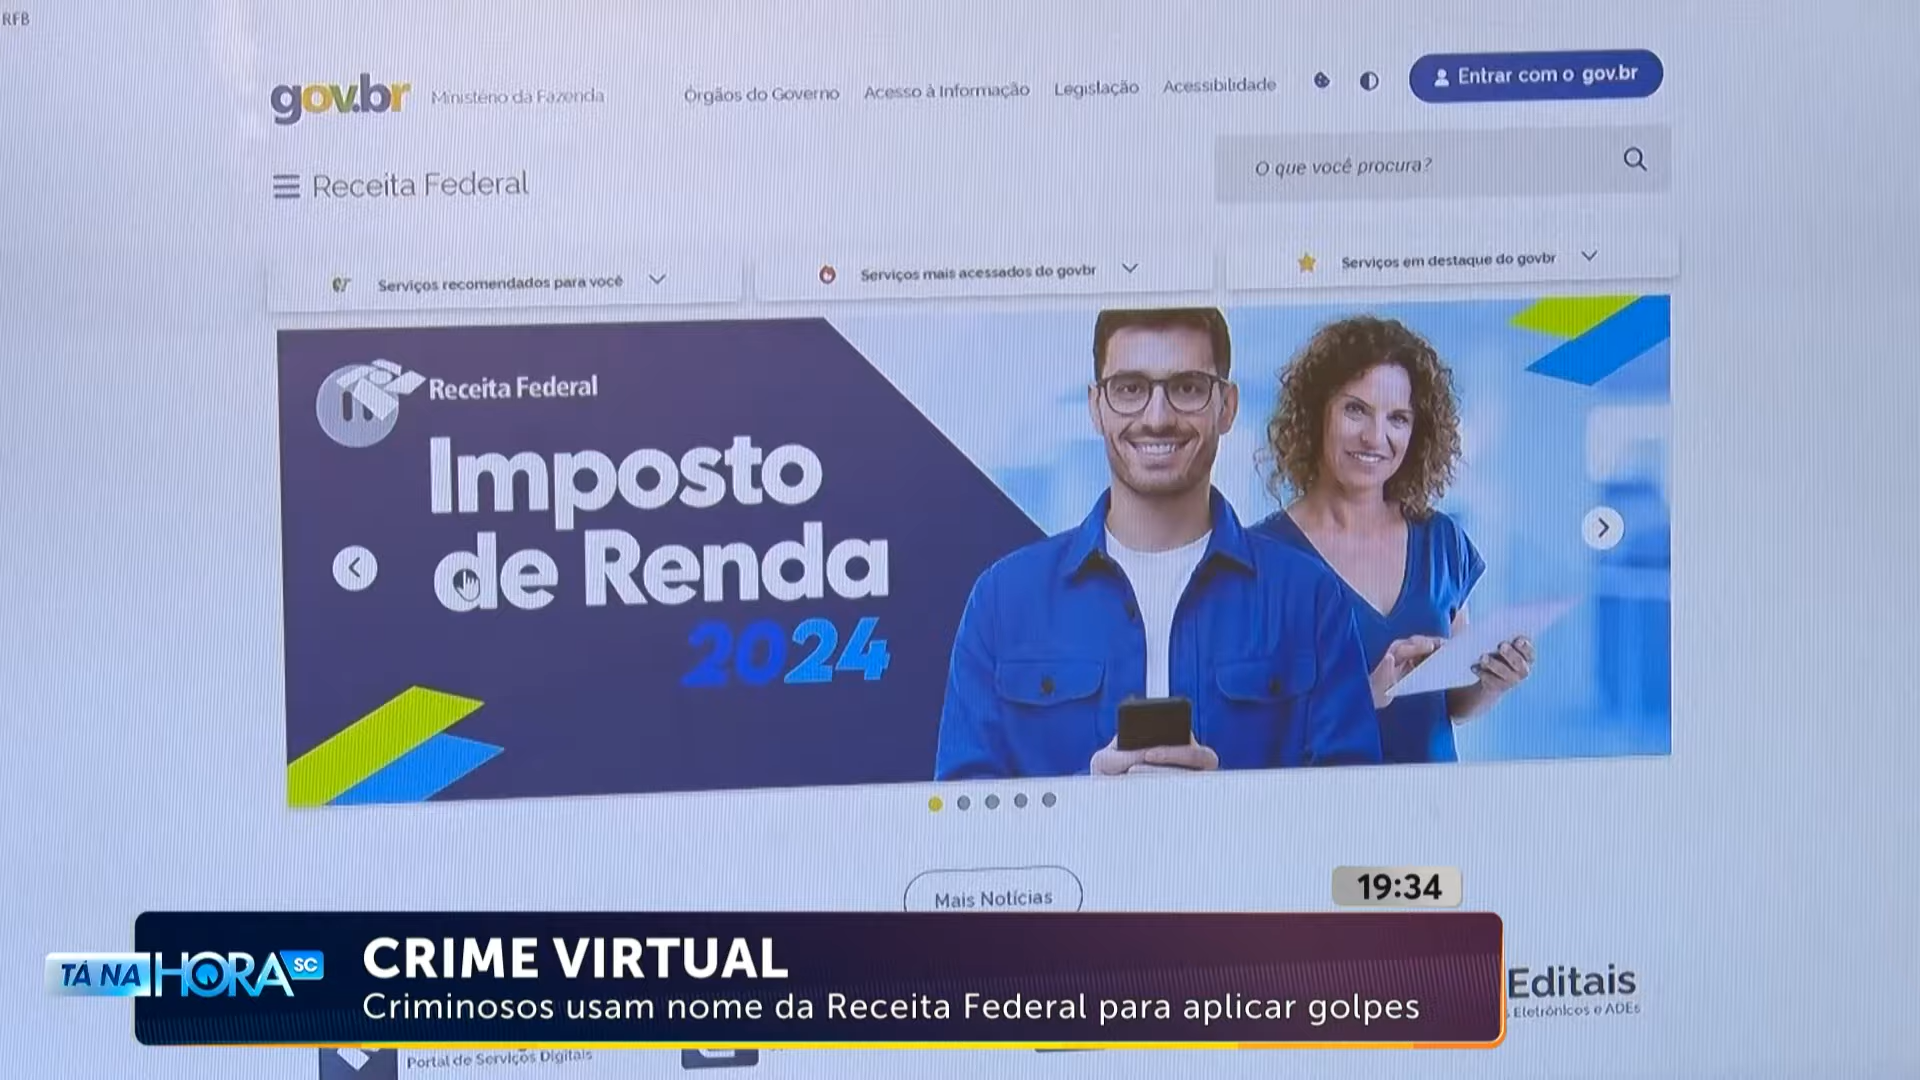 RFB
gov.br
Ministério da Fazenda
Órgãos do Governo
Acesso à Informação
Legislação
Acessibilidade
Entrar com o gov.br
Receita Federal
O que você procura?
Serviços recomendados para você
Serviços mais acessados do govbr
Serviços em destaque do govbr
Receita Federal
Imposto
de Renda
2024
Mais Notícias
19:34
TÁ NA HORA SC
CRIME VIRTUAL
Criminosos usam nome da Receita Federal para aplicar golpes
Editais
Eletrônicos e ADEs
Portal de Serviços Digitais